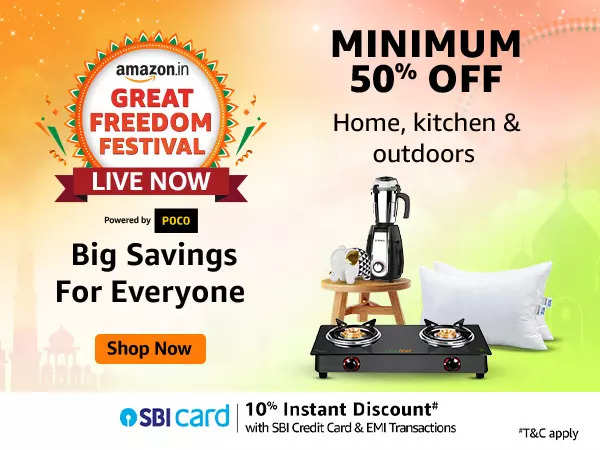 amazon.in
GREAT
FREEDOM
FESTIVAL
LIVE NOW
Powered by POCO
Big Savings
For Everyone
Shop Now
MINIMUM
50% OFF
Home, kitchen &
outdoors
SBI card
10% Instant Discount#
with SBI Credit Card & EMI Transactions
#T&C apply